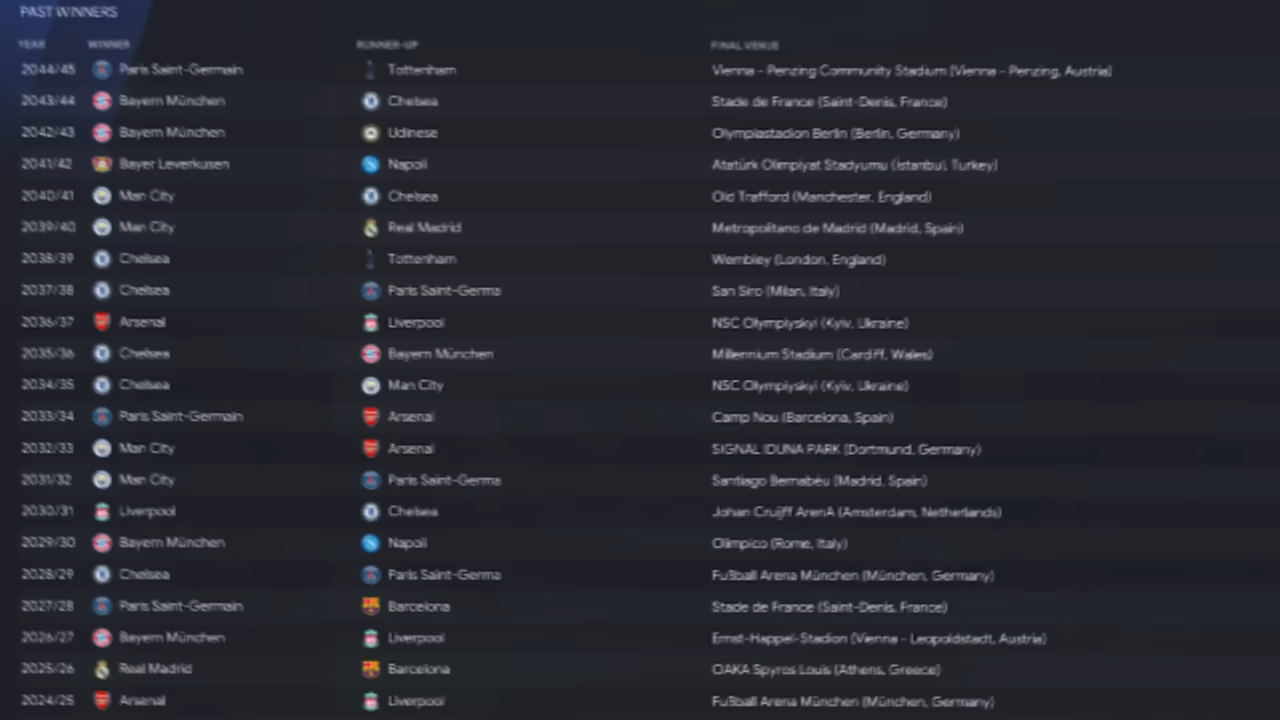 PAST WINNERS
YEAR WINNER RUNNER-UP FINAL VENUE
2044/45 Paris Saint-Germain Tottenham Vienna - Penzing Community Stadium (Vienna - Penzing, Austria)
2043/44 Bayern München Chelsea Stade de France (Saint-Denis, France)
2042/43 Bayern München Udinese Olympiastadion Berlin (Berlin, Germany)
2041/42 Bayer Leverkusen Napoli Atatürk Olimpiyat Stadyumu (İstanbul, Turkey)
2040/41 Man City Chelsea Old Trafford (Manchester, England)
2039/40 Man City Real Madrid Metropolitano de Madrid (Madrid, Spain)
2038/39 Chelsea Tottenham Wembley (London, England)
2037/38 Chelsea Paris Saint-Germa San Siro (Milan, Italy)
2036/37 Arsenal Liverpool NSC Olympiyskyi (Kyiv, Ukraine)
2035/36 Chelsea Bayern München Millennium Stadium (Cardiff, Wales)
2034/35 Chelsea Man City NSC Olympiyskyi (Kyiv, Ukraine)
2033/34 Paris Saint-Germain Arsenal Camp Nou (Barcelona, Spain)
2032/33 Man City Arsenal SIGNAL IDUNA PARK (Dortmund, Germany)
2031/32 Man City Paris Saint-Germa Santiago Bernabéu (Madrid, Spain)
2030/31 Liverpool Chelsea Johan Cruijff ArenA (Amsterdam, Netherlands)
2029/30 Bayern München Napoli Olimpico (Rome, Italy)
2028/29 Chelsea Paris Saint-Germa Fußball Arena München (München, Germany)
2027/28 Paris Saint-Germain Barcelona Stade de France (Saint-Denis, France)
2026/27 Bayern München Liverpool Ernst-Happel-Stadion (Vienna - Leopoldstadt, Austria)
2025/26 Real Madrid Barcelona OAKA Spyros Louis (Athens, Greece)
2024/25 Arsenal Liverpool Fußball Arena München (München, Germany)